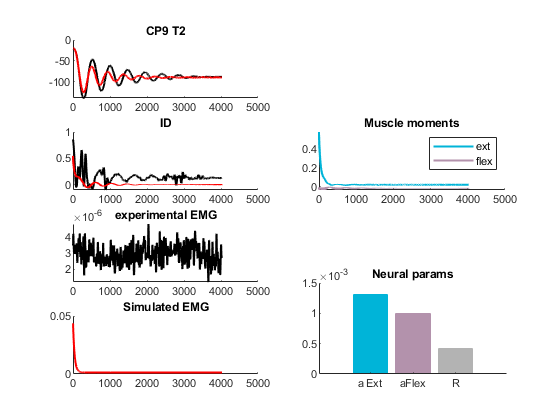 CP9 T2
0
-50
-100
0 1000 2000 3000 4000 5000
ID
1
0.5
0
0 1000 2000 3000 4000 5000
×10-6
experimental EMG
4
3
2
0 1000 2000 3000 4000 5000
Simulated EMG
0.05
0
0 1000 2000 3000 4000 5000
Muscle moments
0.4
0.2
0
ext
flex
0 1000 2000 3000 4000 5000
×10-3
Neural params
1.5
1
0.5
0
a Ext aFlex R